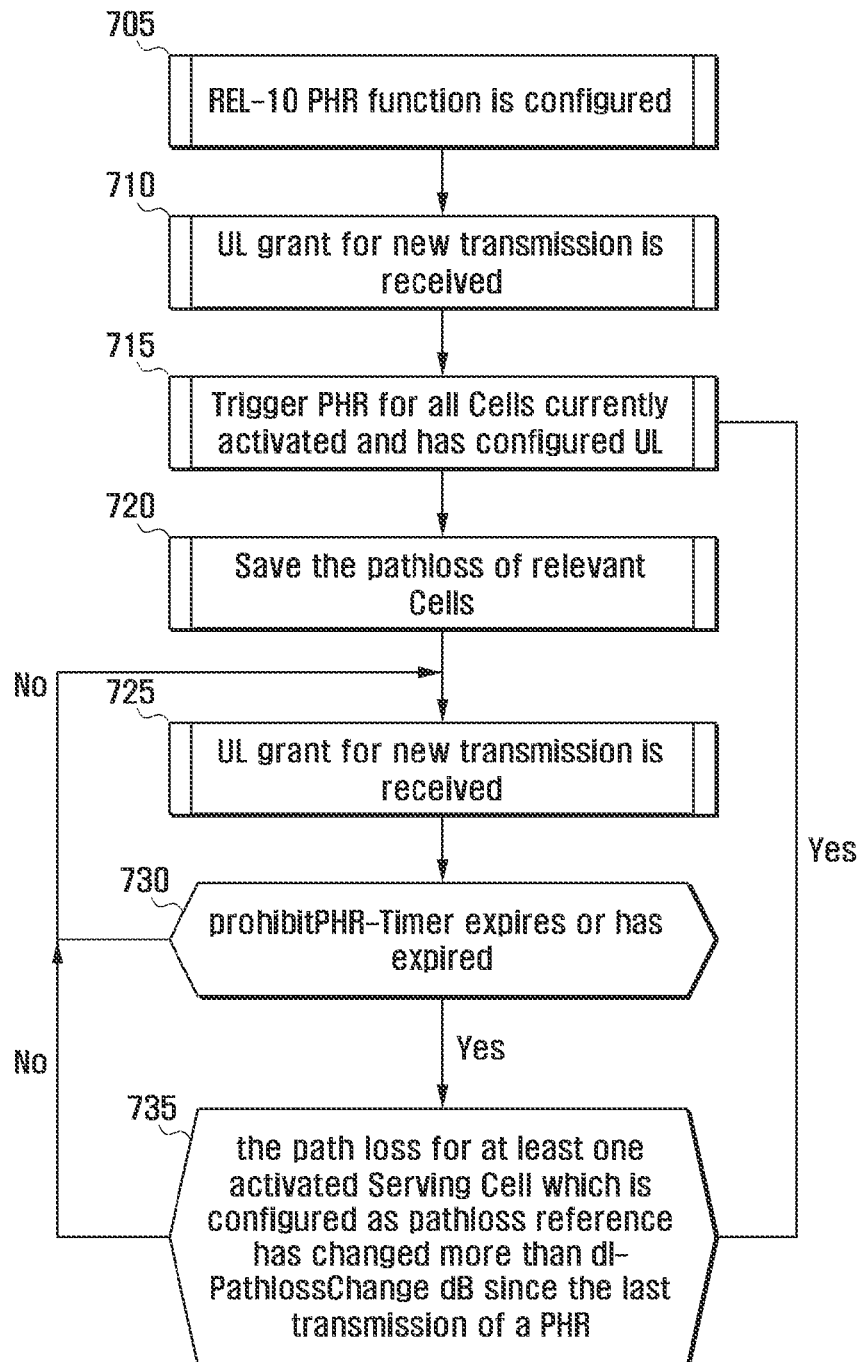 705
REL-10 PHR function is configured
710
UL grant for new transmission is
received
715
Trigger PHR for all Cells currently
activated and has configured UL
720
Save the pathloss of relevant
Cells
No
725
UL grant for new transmission is
received
Yes
730
prohibitPHR-Timer expires or has
expired
No
Yes
735
the path loss for at least one
activated Serving Cell which is
configured as pathloss reference
has changed more than dl-
PathlossChange dB since the last
transmission of a PHR